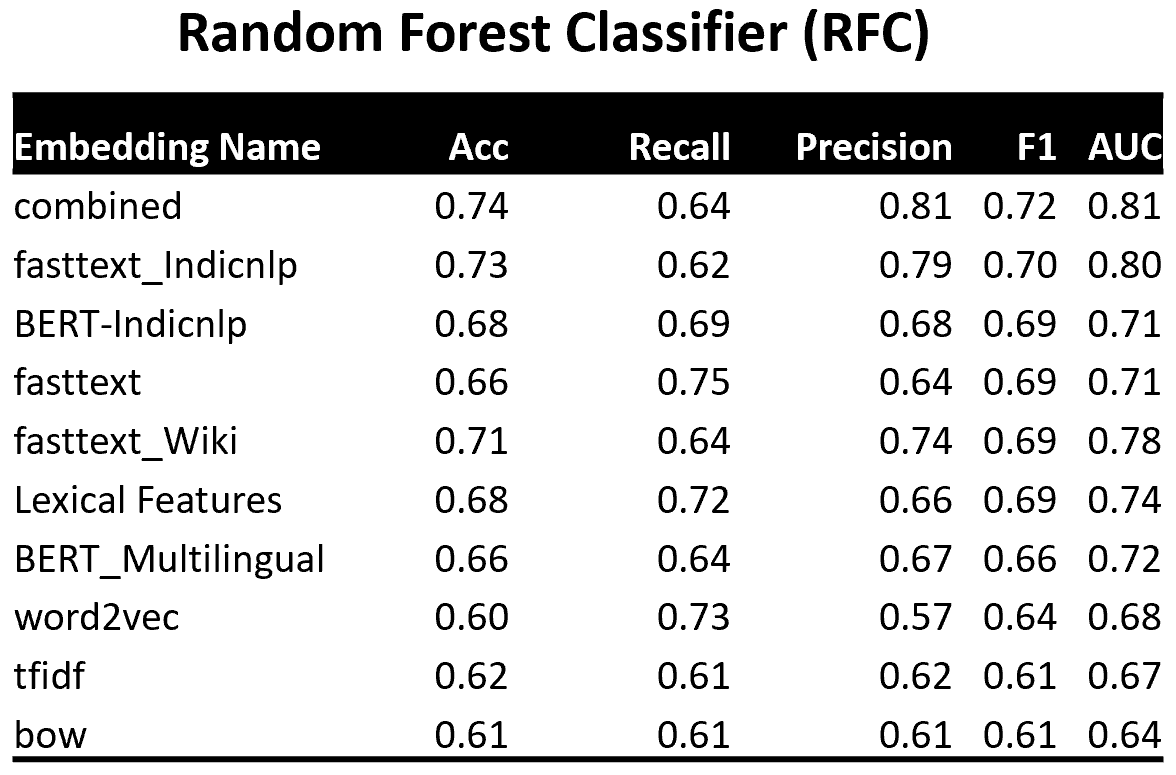 Random Forest Classifier (RFC)
Embedding Name Acc Recall Precision F1 AUC
combined 0.74 0.64 0.81 0.72 0.81
fasttext_Indicnlp 0.73 0.62 0.79 0.70 0.80
BERT-Indicnlp 0.68 0.69 0.68 0.69 0.71
fasttext 0.66 0.75 0.64 0.69 0.71
fasttext_Wiki 0.71 0.64 0.74 0.69 0.78
Lexical Features 0.68 0.72 0.66 0.69 0.74
BERT_Multilingual 0.66 0.64 0.67 0.66 0.72
word2vec 0.60 0.73 0.57 0.64 0.68
tfidf 0.62 0.61 0.62 0.61 0.67
bow 0.61 0.61 0.61 0.61 0.64